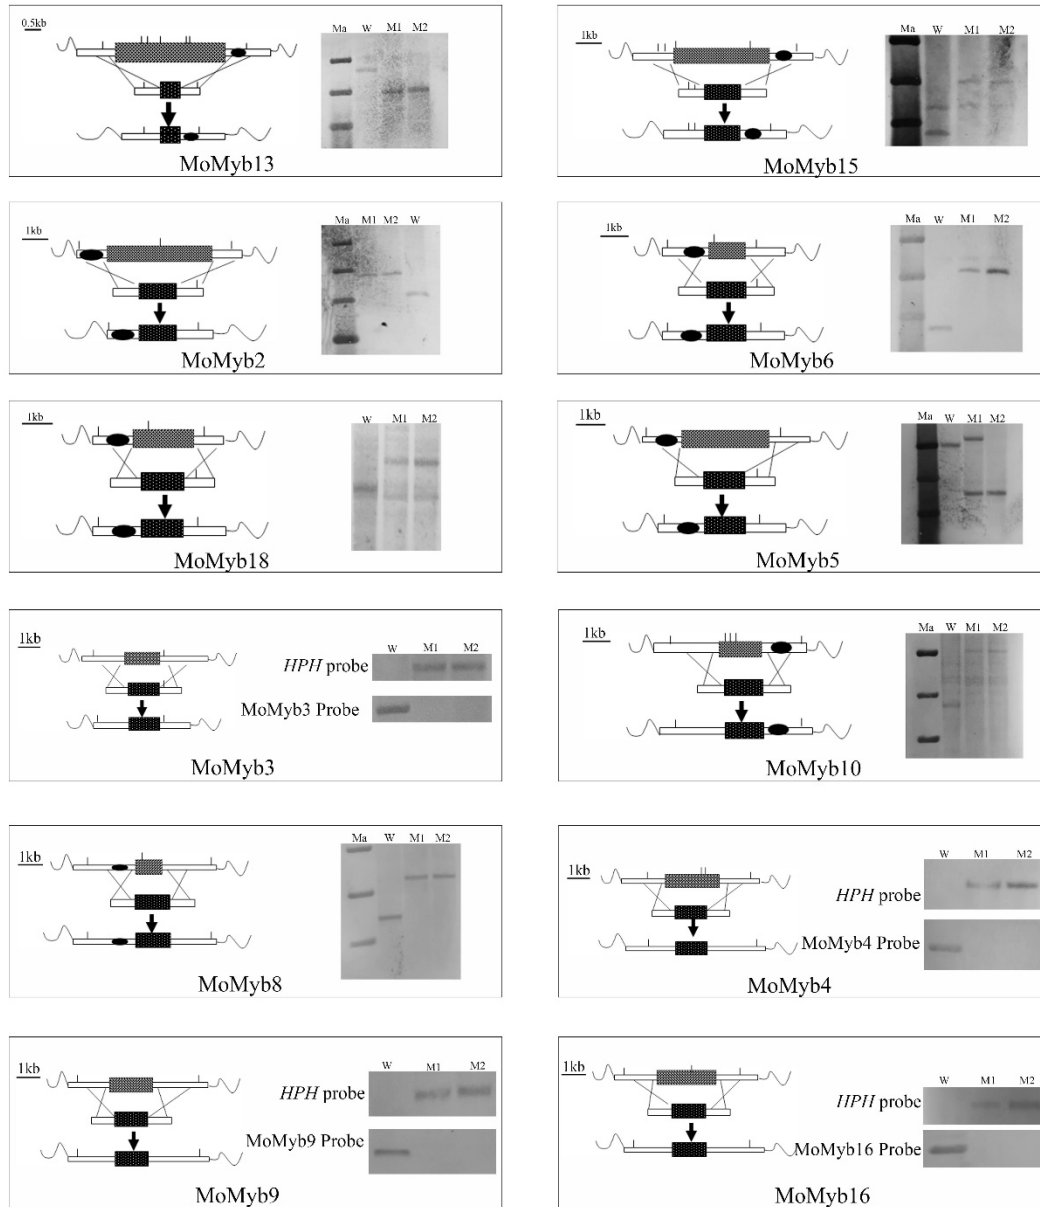 0.5kb
Ma W M1 M2
MoMyb13
1kb
Ma W M1 M2
MoMyb15
1kb
Ma M1 M2 W
MoMyb2
1kb
Ma W M1 M2
MoMyb6
1kb
W M1 M2
MoMyb18
1kb
Ma W M1 M2
MoMyb5
1kb
W M1 M2
HPH probe
MoMyb3 Probe
MoMyb3
1kb
Ma W M1 M2
MoMyb10
1kb
Ma W M1 M2
MoMyb8
1kb
W M1 M2
HPH probe
MoMyb4 Probe
MoMyb4
1kb
W M1 M2
HPH probe
MoMyb9 Probe
MoMyb9
1kb
W M1 M2
HPH probe
MoMyb16 Probe
MoMyb16